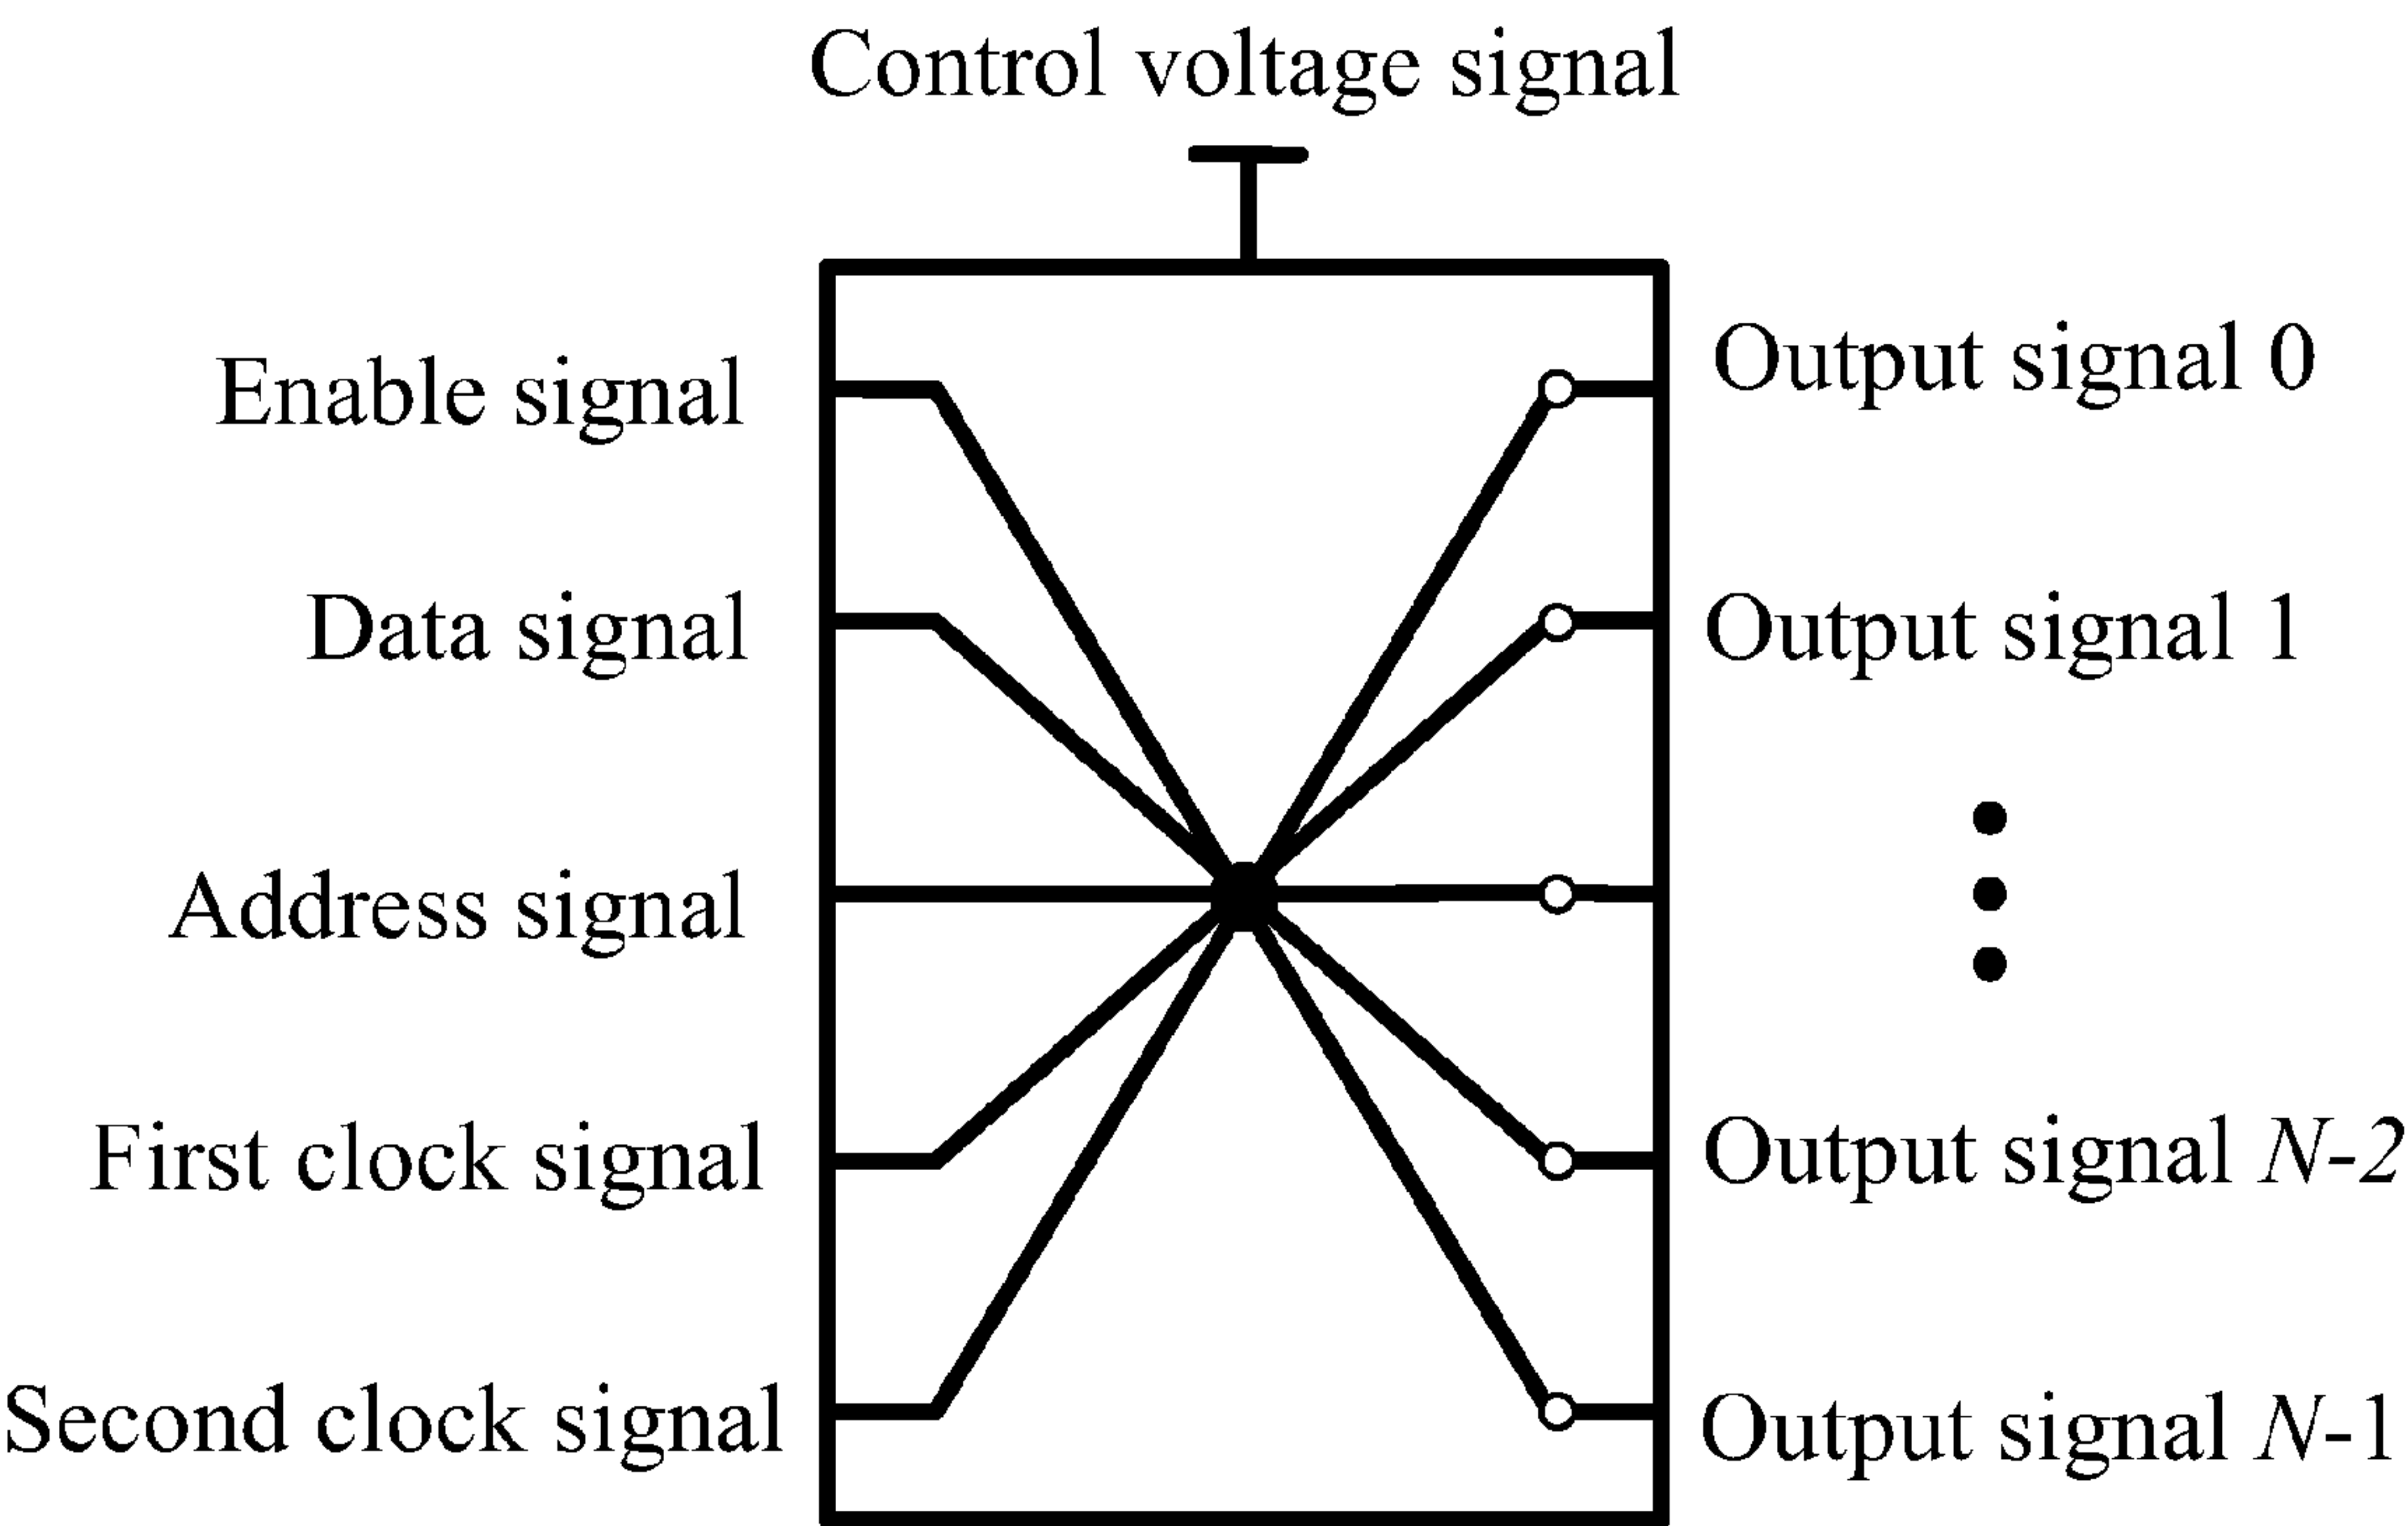 Control voltage signal
Enable signal
Output signal 0
Data signal
Output signal 1
Address signal
First clock signal
Output signal N-2
Second clock signal
Output signal N-1